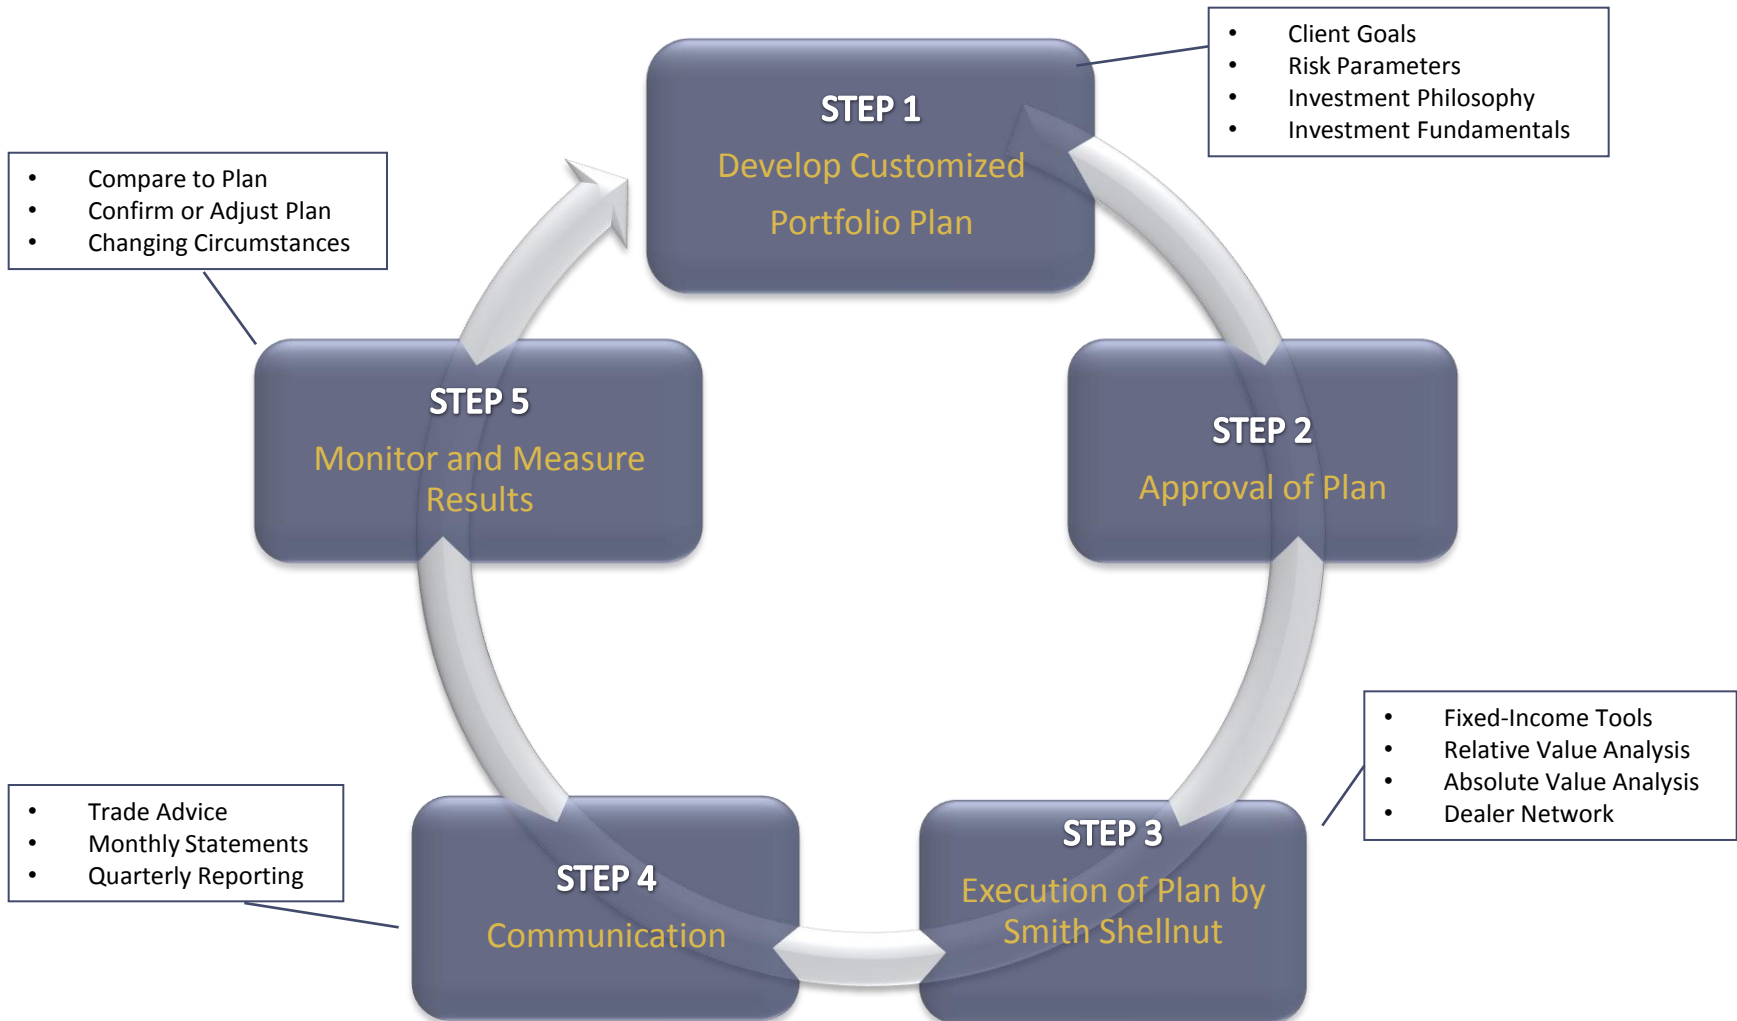 STEP 1
Develop Customized
Portfolio Plan
• Client Goals
• Risk Parameters
• Investment Philosophy
• Investment Fundamentals
STEP 2
Approval of Plan
STEP 3
Execution of Plan by
Smith Shellnut
• Fixed-Income Tools
• Relative Value Analysis
• Absolute Value Analysis
• Dealer Network
STEP 4
Communication
• Trade Advice
• Monthly Statements
• Quarterly Reporting
STEP 5
Monitor and Measure
Results
• Compare to Plan
• Confirm or Adjust Plan
• Changing Circumstances